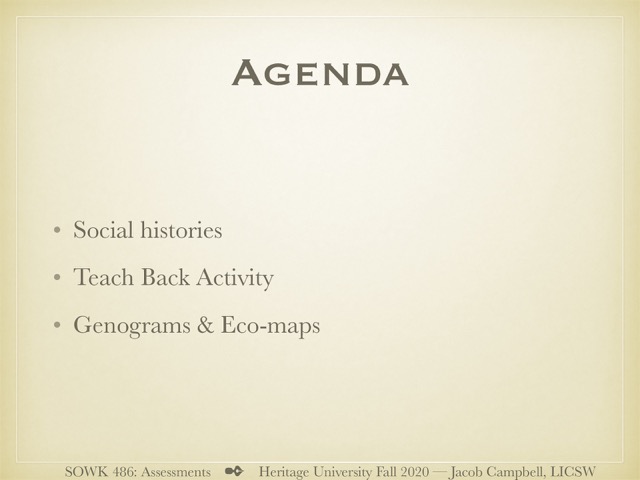 AGENDA
• Social histories
• Teach Back Activity
• Genograms & Eco-maps
SOWK 486: Assessments ✒ Heritage University Fall 2020 — Jacob Campbell, LICSW